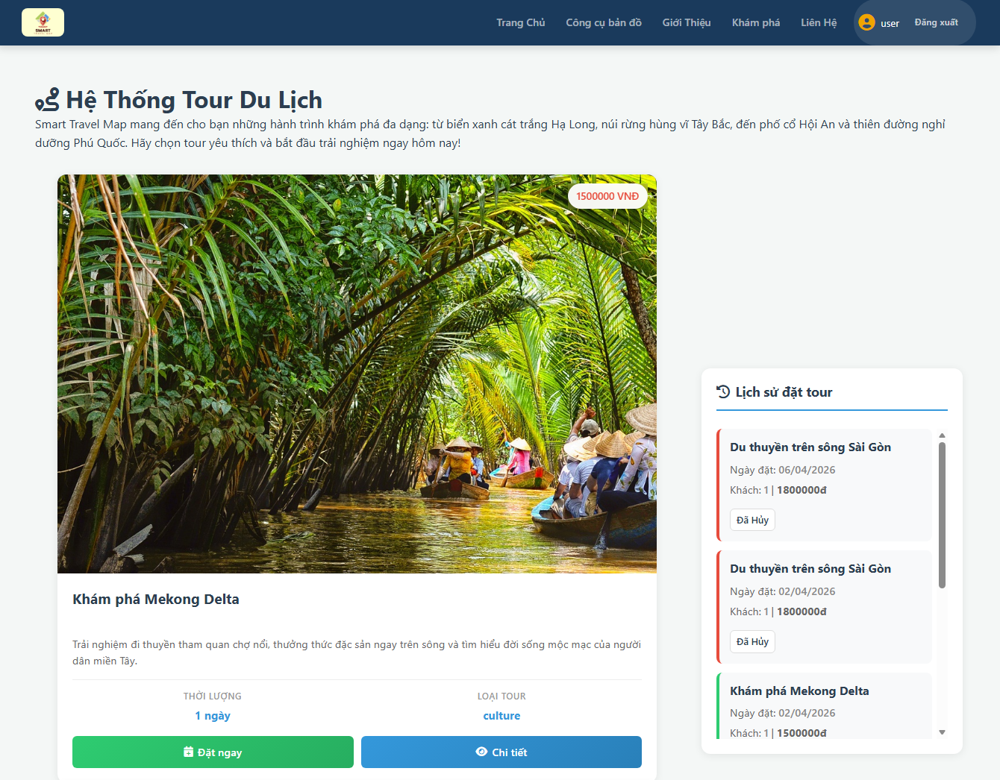 SMART
Trang Chủ
Công cụ bản đồ
Giới Thiệu
Khám phá
Liên Hệ
user
Đăng xuất
Hệ Thống Tour Du Lịch
Smart Travel Map mang đến cho bạn những hành trình khám phá đa dạng: từ biển xanh cát trắng Hạ Long, núi rừng hùng vĩ Tây Bắc, đến phố cổ Hội An và thiên đường nghỉ
dưỡng Phú Quốc. Hãy chọn tour yêu thích và bắt đầu trải nghiệm ngay hôm nay!
1500000 VNĐ
Khám phá Mekong Delta
Trải nghiệm đi thuyền tham quan chợ nổi, thưởng thức đặc sản ngay trên sông và tìm hiểu đời sống mộc mạc của người
dân miền Tây.
THỜI LƯỢNG
1 ngày
LOẠI TOUR
culture
Đặt ngay
Chi tiết
Lịch sử đặt tour
Du thuyền trên sông Sài Gòn
Ngày đặt: 06/04/2026
Khách: 1 | 1800000đ
Đã Hủy
Du thuyền trên sông Sài Gòn
Ngày đặt: 02/04/2026
Khách: 1 | 1800000đ
Đã Hủy
Khám phá Mekong Delta
Ngày đặt: 02/04/2026
Khách: 1 | 1500000đ